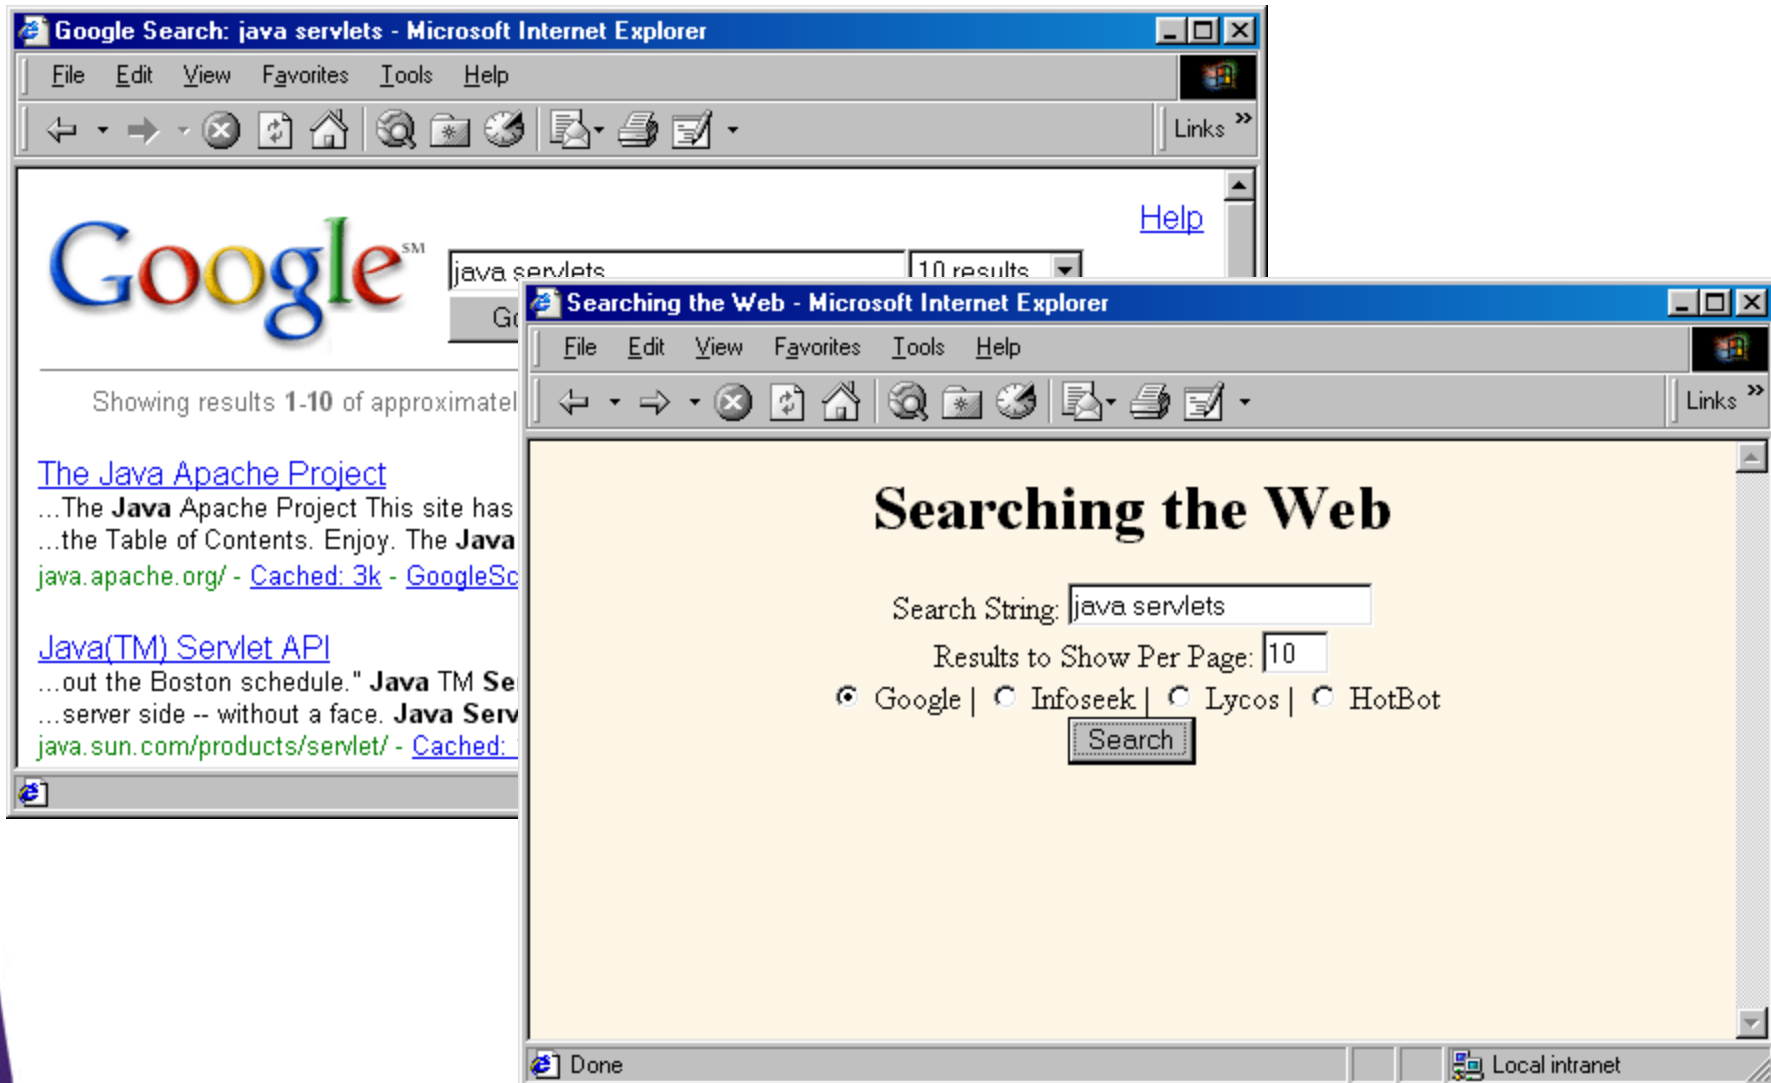 Google Search: java servlets - Microsoft Internet Explorer
File Edit View Favorites Tools Help
Links »
Help
Google SM
java servlets 10 results
Showing results 1-10 of
The Java Apache Project
...The Java Apache Project This site has
...the Table of Contents. Enjoy. The Java
java.apache.org/ - Cached: 3k -
Java(TM) Servlet API
...out the Boston schedule." Java TM
...server side -- without a face. Java
java.sun.com/products/servlet/ - Cached:
Searching the Web - Microsoft Internet Explorer
File Edit View Favorites Tools Help
Links »
Searching the Web
Search String: java servlets
Results to Show Per Page: 10
Google | Infoseek | Lycos | HotBot
Search
Done
Local intranet